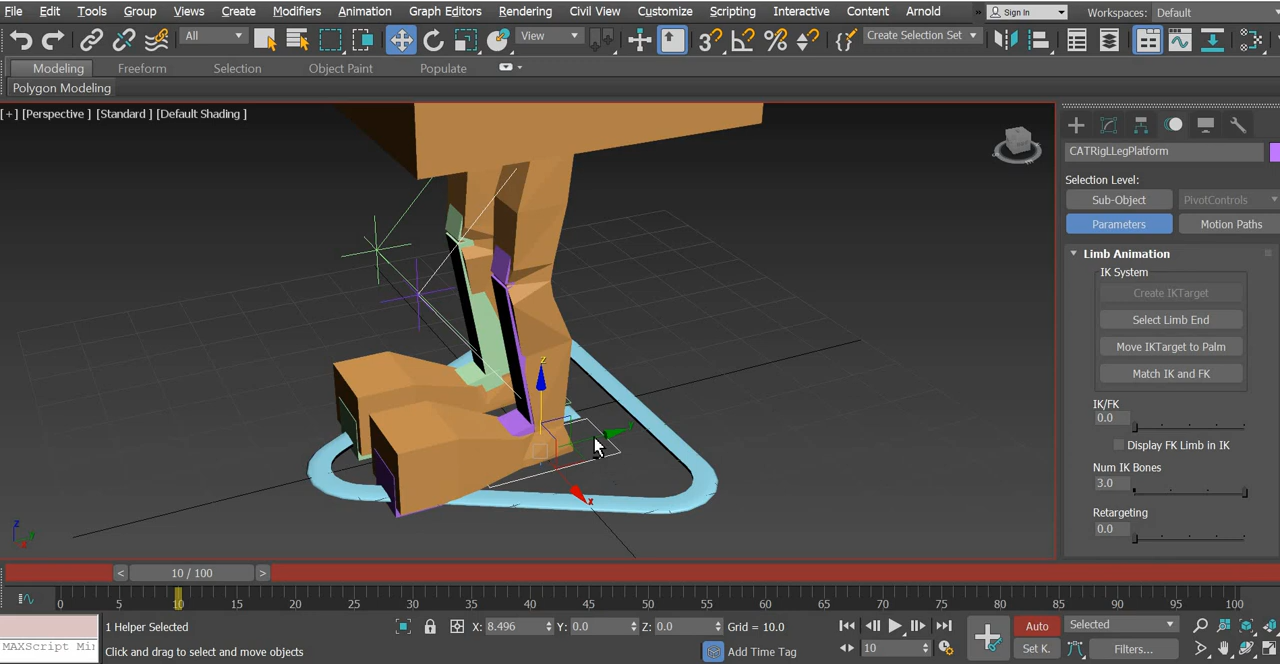 File Edit Tools Group Views Create Modifiers Animation Graph Editors Rendering Civil View Customize Scripting Interactive Content Arnold » Sign In Workspaces: Default
All View Create Selection Set
Modeling Freeform Selection Object Paint Populate
Polygon Modeling
[+] [Perspective ] [Standard ] [Default Shading ]
CATRigLLegPlatform
Selection Level:
Sub-Object PivotControls
Parameters Motion Paths
Limb Animation
IK System
Create IKTarget
Select Limb End
Move IKTarget to Palm
Match IK and FK
IK/FK
0.0
Display FK Limb in IK
Num IK Bones
3.0
Retargeting
0.0
z
x
z
< 10 / 100 >
0 5 10 15 20 25 30 35 40 45 50 55 60 65 70 75 80 85 90 95 100
1 Helper Selected X: 8.496 Y: 0.0 Z: 0.0 Grid = 10.0 Auto Selected
MAXScript Mi: Click and drag to select and move objects Add Time Tag 10 Set K. Filters...